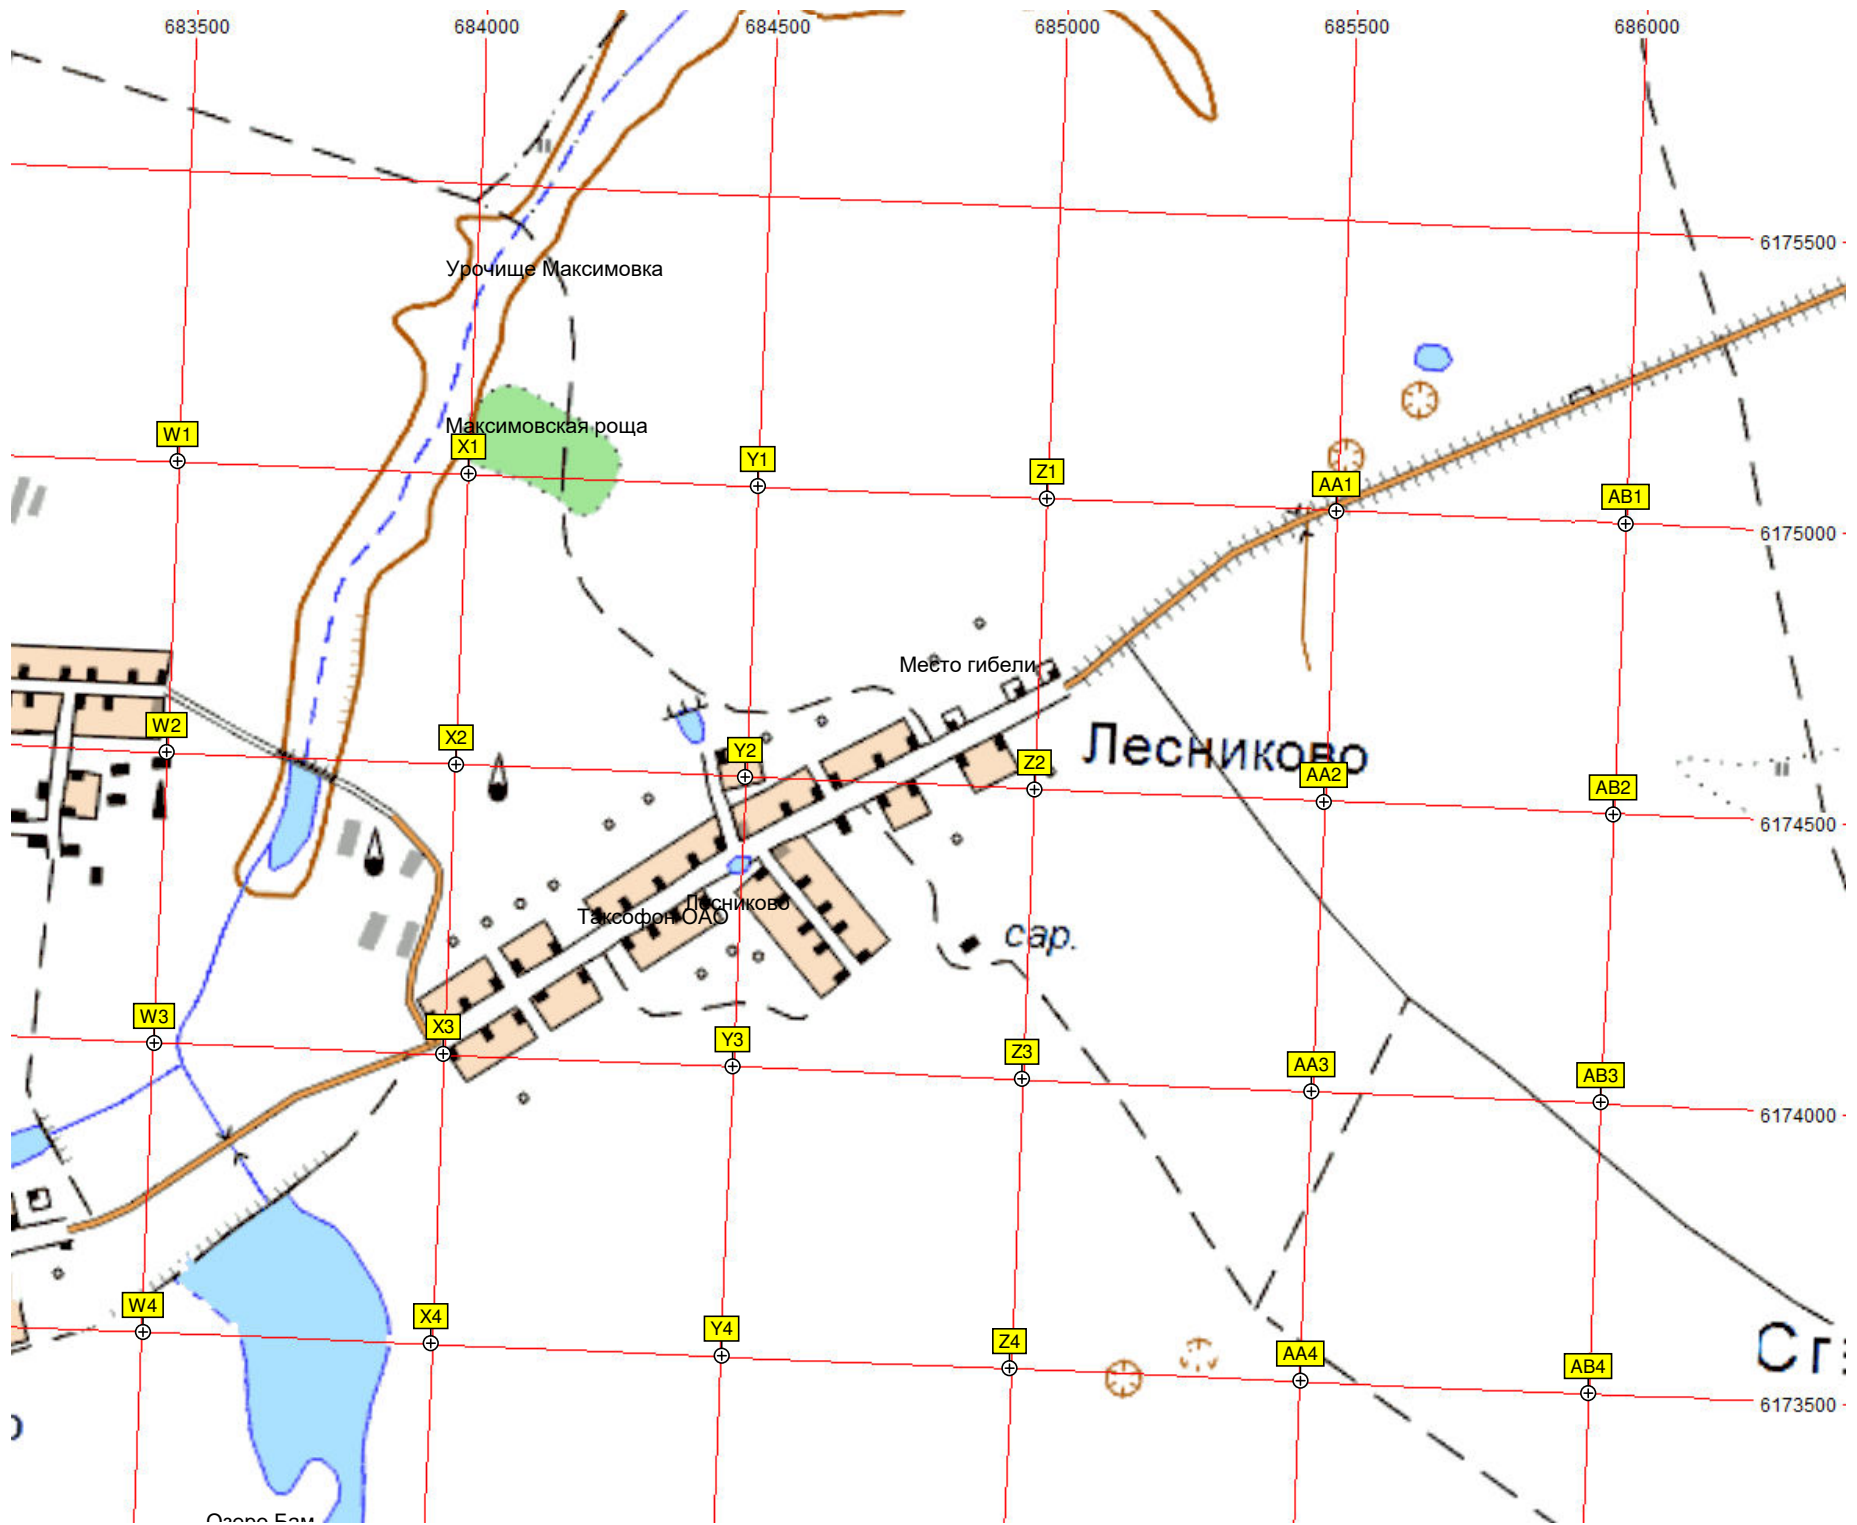 683500 684000 684500 685000 685500 686000
6175500
Урочище Максимовка
Максимовская роща
W1 X1 Y1 Z1 AA1 AB1
6175000
Место гибели
Лесниково
W2 X2 Y2 Z2 AA2 AB2
6174500
Лесниково
Таксофон ОАО
сар.
W3 X3 Y3 Z3 AA3 AB3
6174000
W4 X4 Y4 Z4 AA4 AB4
6173500
Озеро Бам